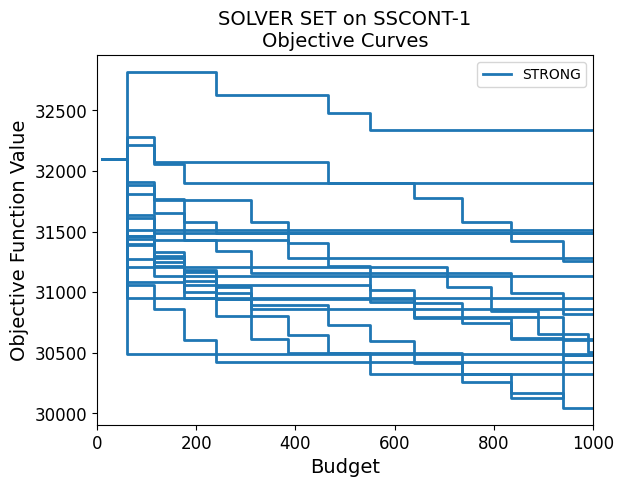 SOLVER SET on SSCONT-1
Objective Curves
STRONG
Objective Function Value
32500
32000
31500
31000
30500
30000
0 200 400 600 800 1000
Budget